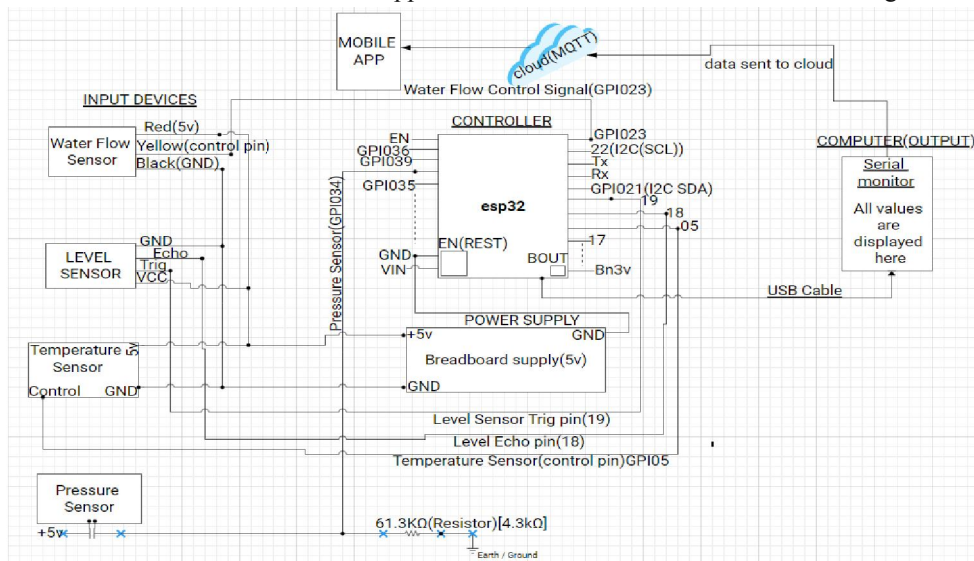 MOBILE
APP
cloud(MQTT)
data sent to cloud
Water Flow Control Signal(GPI023)
INPUT DEVICES
Water Flow
Sensor
Red(5v)
Yellow(control pin)
Black(GND)
CONTROLLER
EN
GPI036
GPI039
GPI035
GND
VIN
esp32
EN(REST)
BOUT
GPI023
22(I2C(SCL))
Tx
Rx
GPI021(I2C SDA)
19
18
05
17
Bn3v
COMPUTER(OUTPUT)
Serial
monitor
All values
are
displayed
here
USB Cable
LEVEL
SENSOR
GND
Echo
Trig
VCC
Pressure Sensor(GPI034)
POWER SUPPLY
+5v
GND
Breadboard supply(5v)
GND
Temperature
Sensor
5v
Control
GND
Level Sensor Trig pin(19)
Level Echo pin(18)
Temperature Sensor(control pin)GPI05
Pressure
Sensor
+5v
61.3KΩ(Resistor)[4.3kΩ]
Earth / Ground